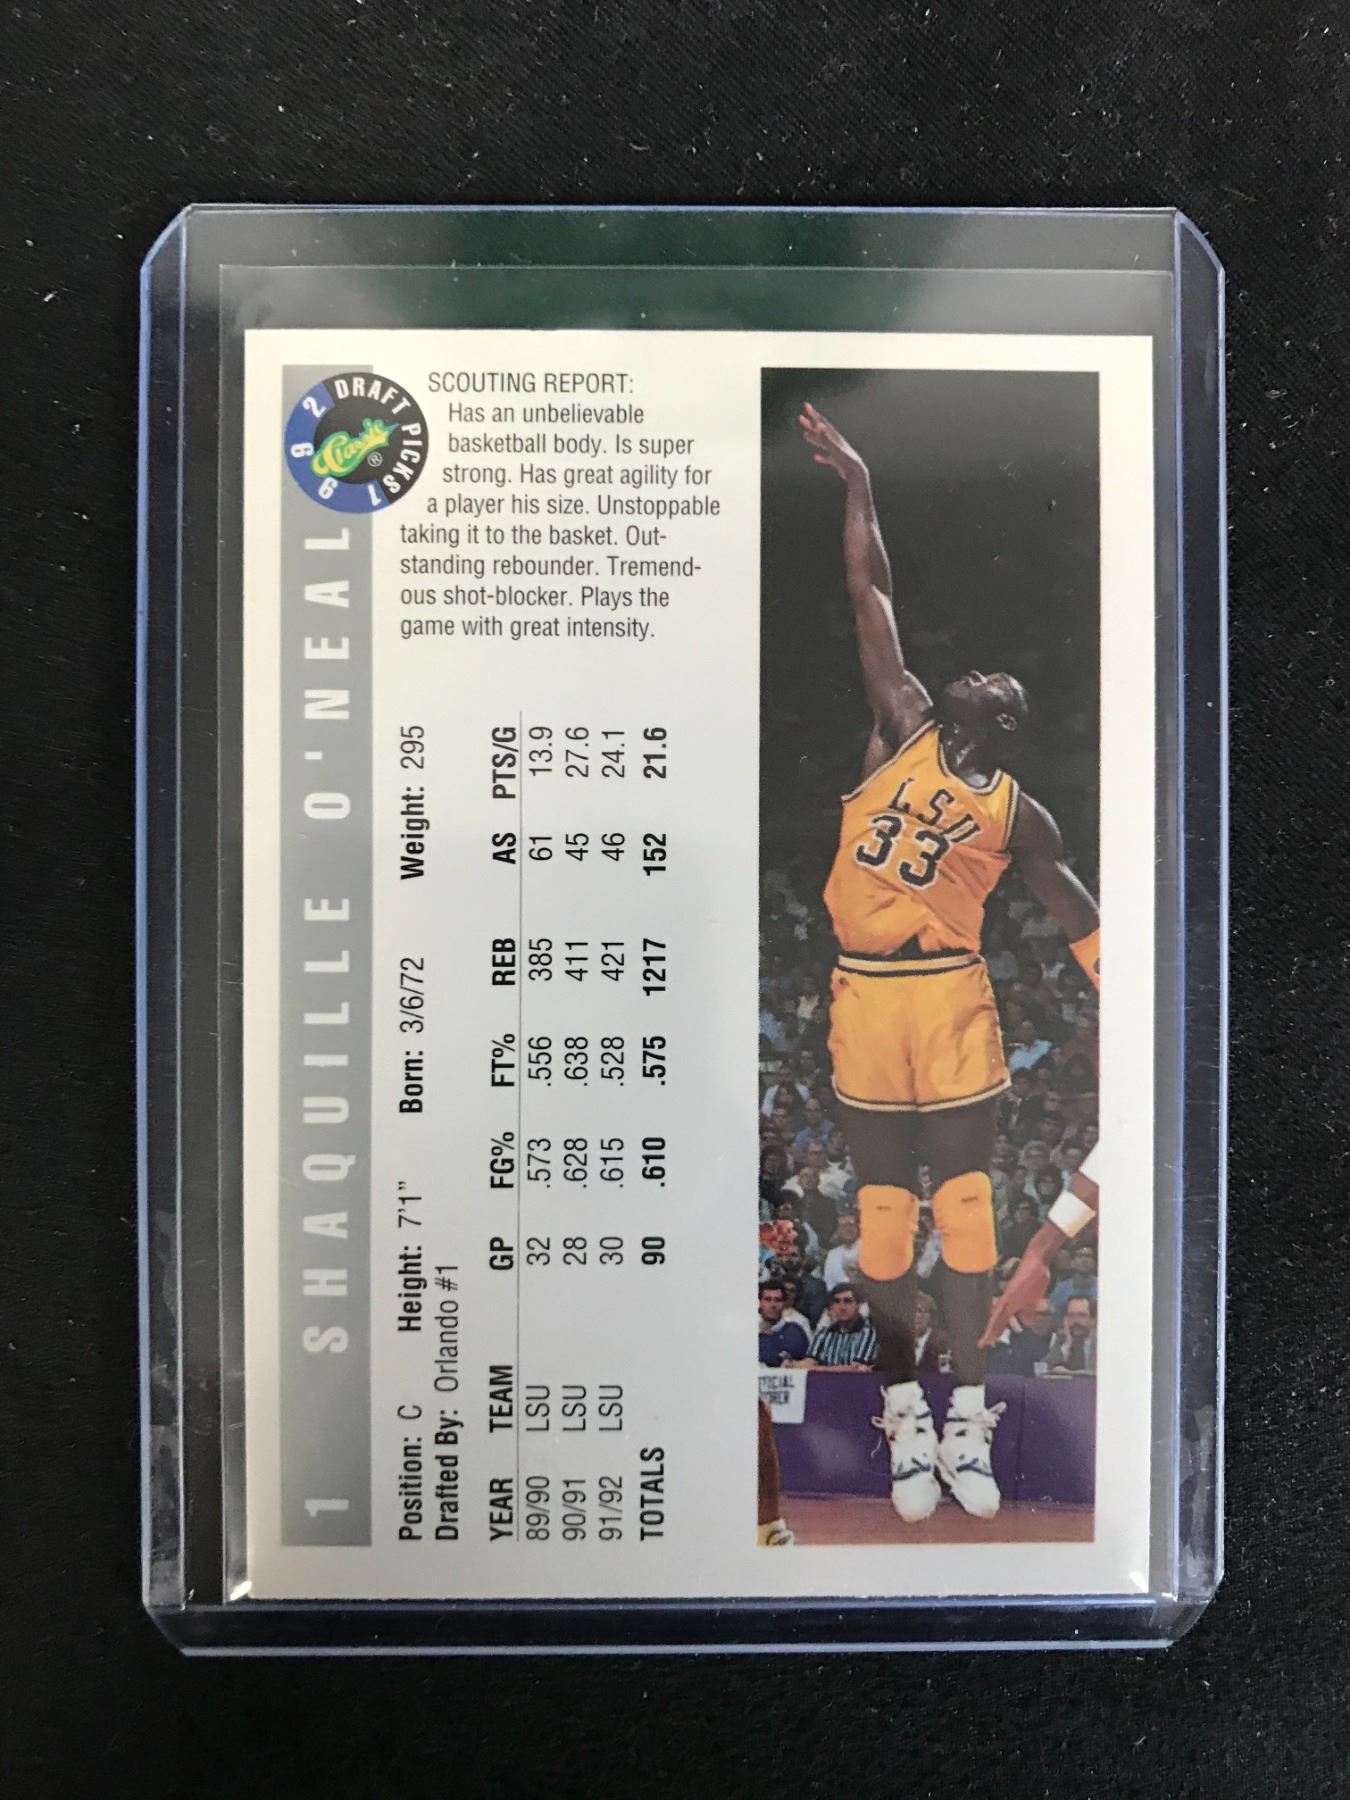 1 SHAQUILLE O'NEAL
1992 DRAFT PICKS
Classic ®
SCOUTING REPORT:
Has an unbelievable
basketball body. Is super
strong. Has great agility for
a player his size. Unstoppable
taking it to the basket. Out-
standing rebounder. Tremend-
ous shot-blocker. Plays the
game with great intensity.
Position: C Height: 7'1" Born: 3/6/72 Weight: 295
Drafted By: Orlando #1
YEAR TEAM GP FG% FT% REB AS PTS/G
89/90 LSU 32 .573 .556 385 61 13.9
90/91 LSU 28 .628 .638 411 45 27.6
91/92 LSU 30 .615 .528 421 46 24.1
TOTALS 90 .610 .575 1217 152 21.6
LSU
33